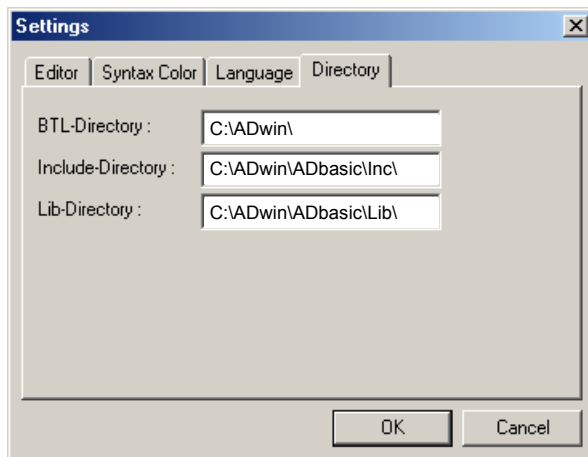 Settings
Editor Syntax Color Language Directory
BTL-Directory : C:\ADwin\
Include-Directory : C:\ADwin\ADbasic\Inc\
Lib-Directory : C:\ADwin\ADbasic\Lib\
OK Cancel